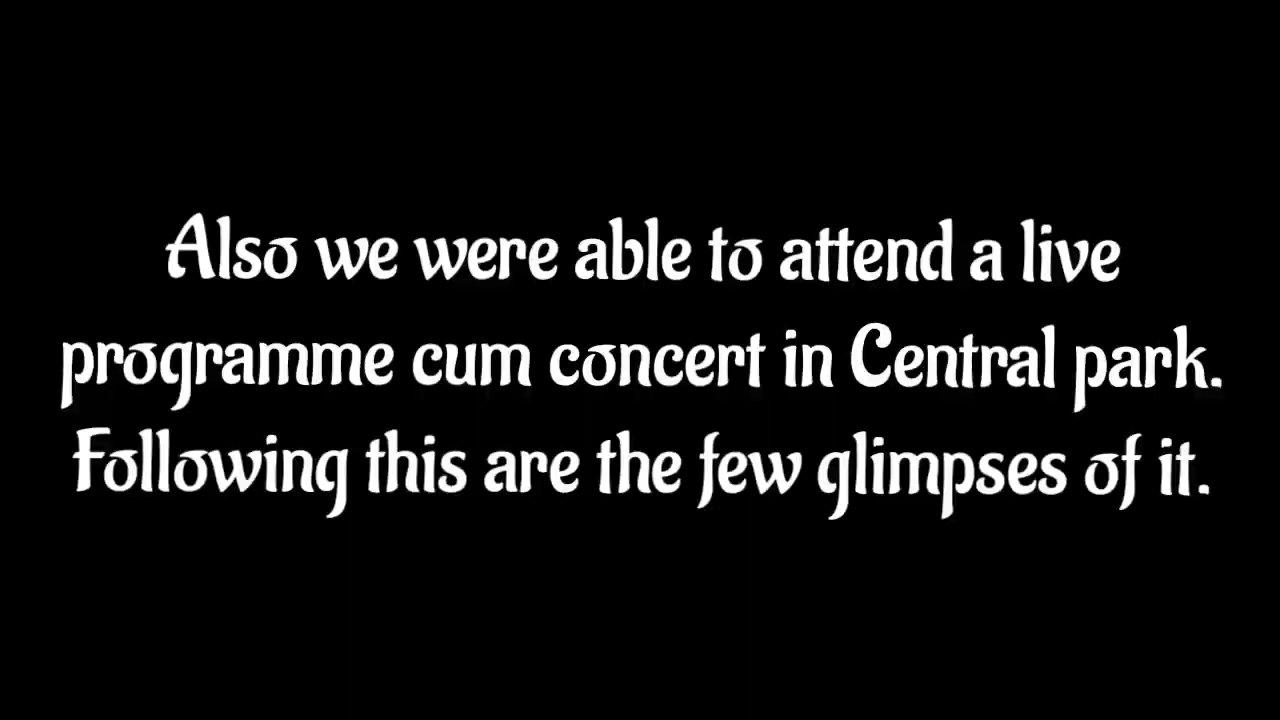 Also we were able to attend a live
programme cum concert in Central park.
Following this are the few glimpses of it.